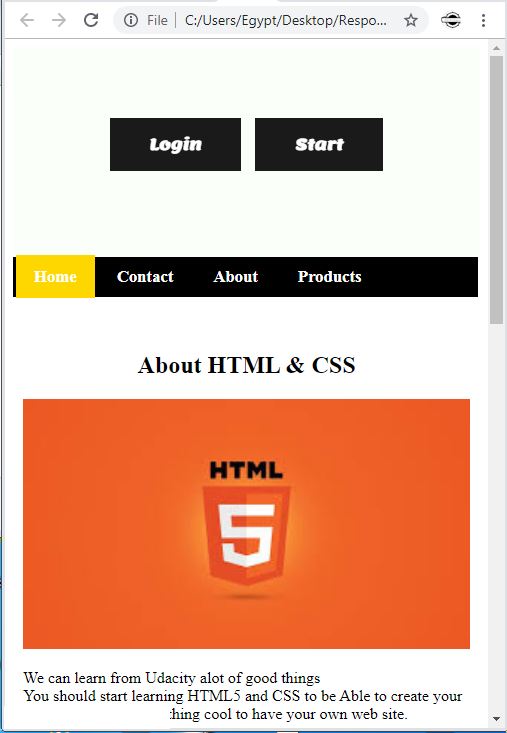 File | C:/Users/Egypt/Desktop/Respo...
Login Start
Home Contact About Products
About HTML & CSS
HTML
5
We can learn from Udacity alot of good things
You should start learning HTML5 and CSS to be Able to create your
thing cool to have your own web site.